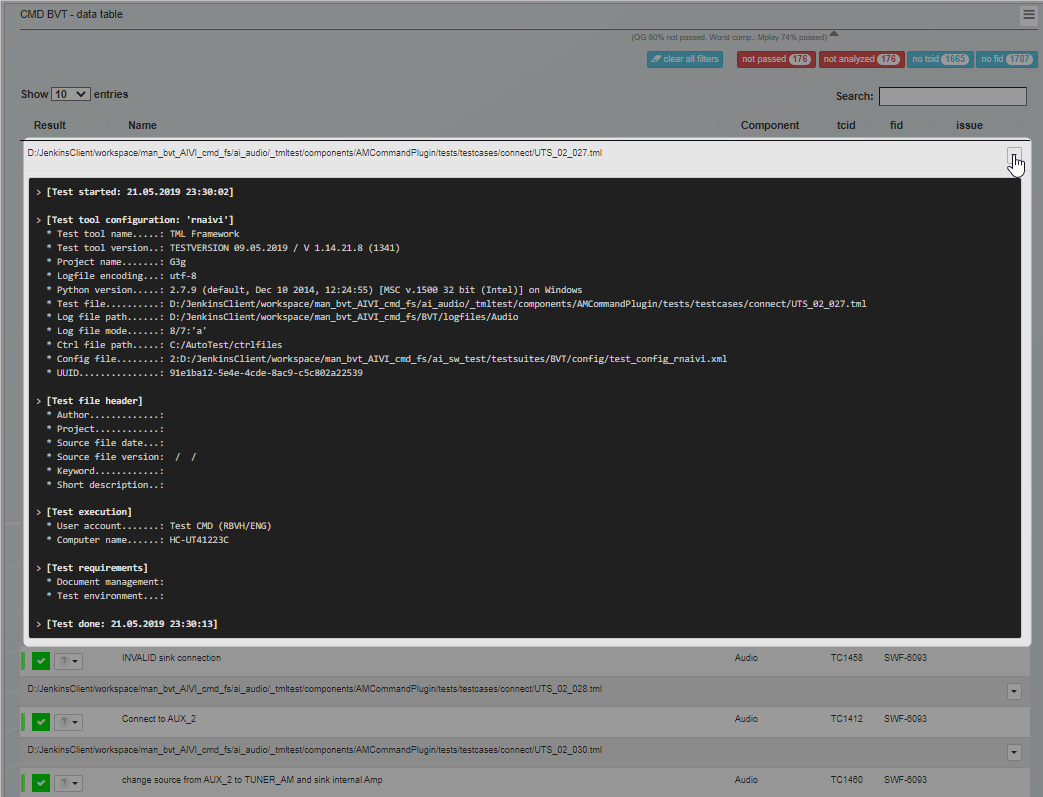 CMD BVT - data table
(QG 80% not passed. Worst comp.: Mplay 74% passed)
clear all filters not passed 176 not analyzed 176 no tcid 1665 no fid 1707
Show 10 entries
Search:
Result Name Component tcid fid issue
D:/JenkinsClient/workspace/man_bvt_AIVI_cmd_fs/ai_audio/_tmltest/components/AMCommandPlugin/tests/testcases/connect/UTS_02_027.tml
> [Test started: 21.05.2019 23:30:02]
> [Test tool configuration: 'rnaivi']
* Test tool name.....: TML Framework
* Test tool version..: TESTVERSION 09.05.2019 / V 1.14.21.8 (1341)
* Project name.......: G3g
* Logfile encoding...: utf-8
* Python version.....: 2.7.9 (default, Dec 10 2014, 12:24:55) [MSC v.1500 32 bit (Intel)] on Windows
* Test file..........: D:/JenkinsClient/workspace/man_bvt_AIVI_cmd_fs/ai_audio/_tmltest/components/AMCommandPlugin/tests/testcases/connect/UTS_02_027.tml
* Log file path......: D:/JenkinsClient/workspace/man_bvt_AIVI_cmd_fs/BVT/logfiles/Audio
* Log file mode......: 8/7:'a'
* Ctrl file path.....: C:/AutoTest/ctrlfiles
* Config file........: 2:D:/JenkinsClient/workspace/man_bvt_AIVI_cmd_fs/ai_sw_test/testsuites/BVT/config/test_config_rnaivi.xml
* UUID...............: 91e1ba12-5e4e-4cde-8ac9-c5c802a22539
> [Test file header]
* Author.............:
* Project............:
* Source file date...:
* Source file version: / /
* Keyword............:
* Short description..:
> [Test execution]
* User account.......: Test CMD (RBVH/ENG)
* Computer name......: HC-UT41223C
> [Test requirements]
* Document management:
* Test environment...:
> [Test done: 21.05.2019 23:30:13]
? INVALID sink connection Audio TC1458 SWF-6093
D:/JenkinsClient/workspace/man_bvt_AIVI_cmd_fs/ai_audio/_tmltest/components/AMCommandPlugin/tests/testcases/connect/UTS_02_028.tml
? Connect to AUX_2 Audio TC1412 SWF-6093
D:/JenkinsClient/workspace/man_bvt_AIVI_cmd_fs/ai_audio/_tmltest/components/AMCommandPlugin/tests/testcases/connect/UTS_02_030.tml
? change source from AUX_2 to TUNER_AM and sink internal Amp Audio TC1460 SWF-6093